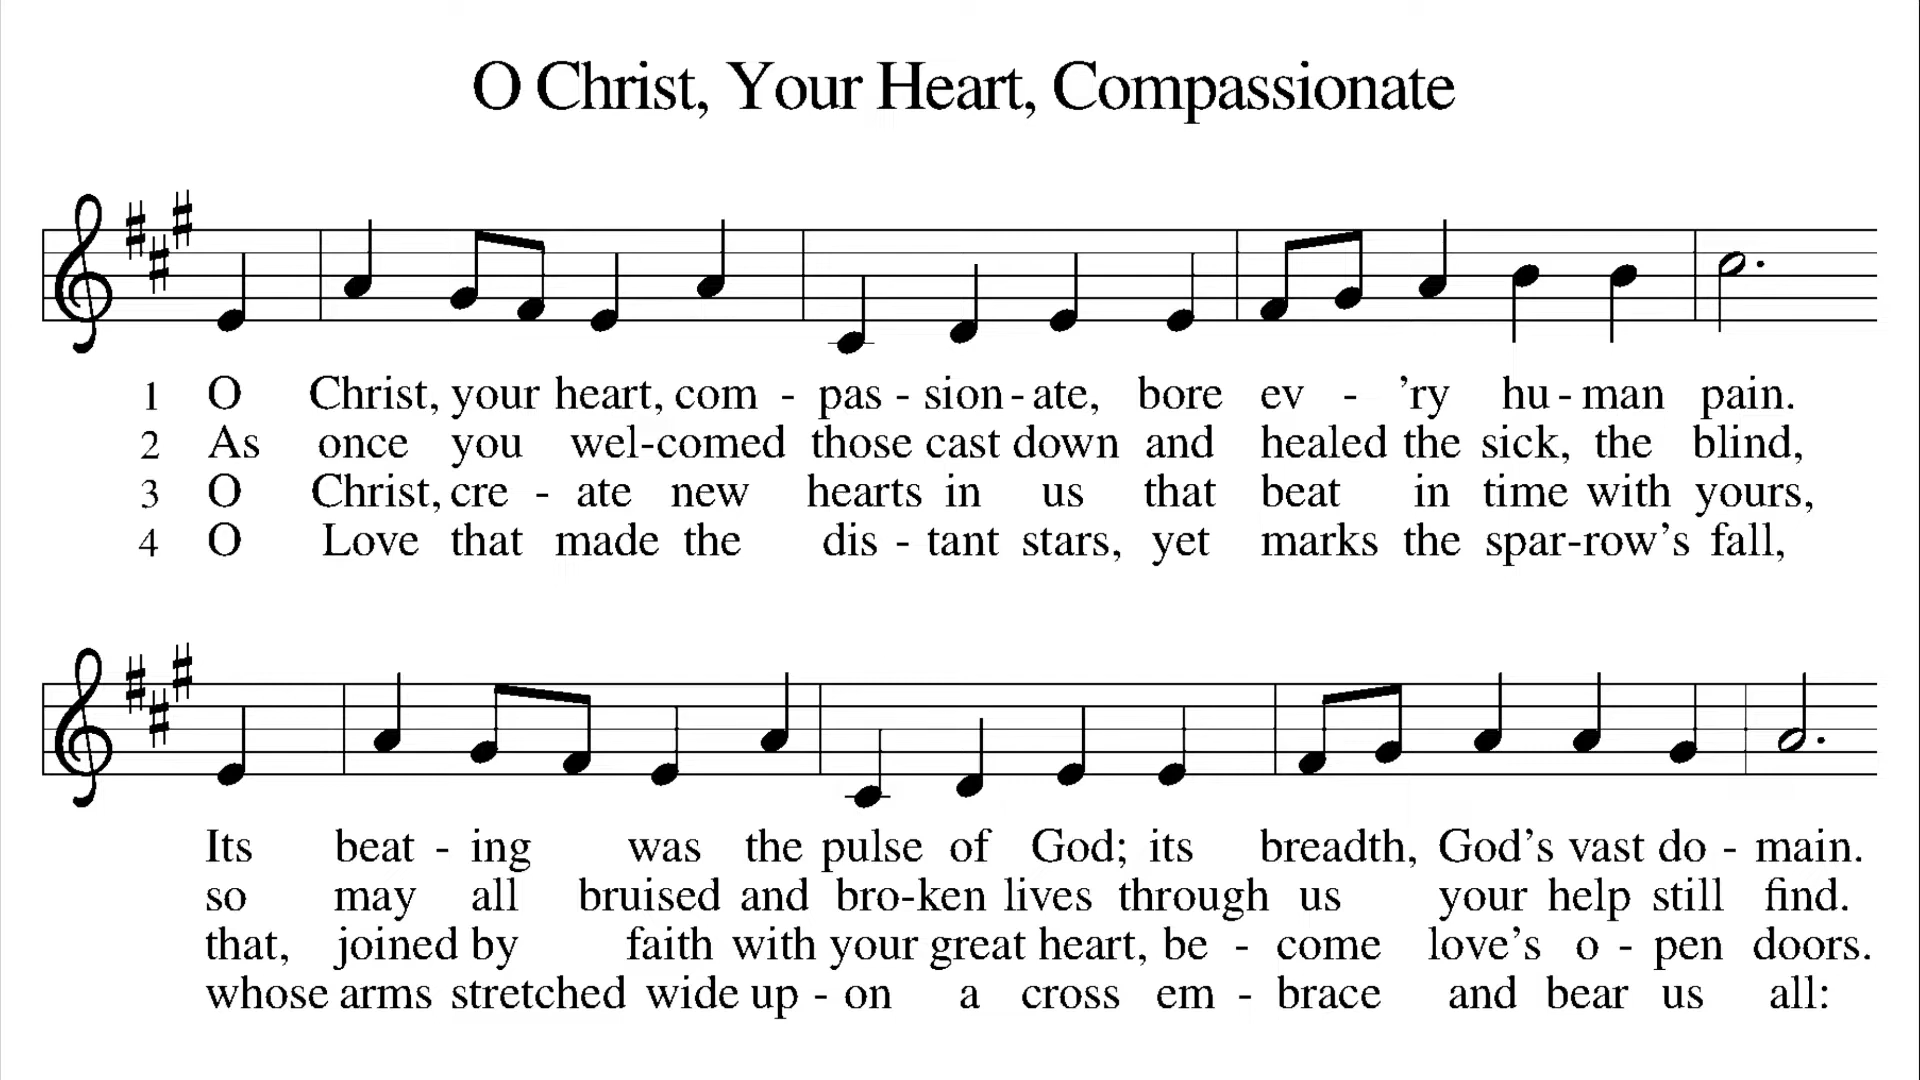 O Christ, Your Heart, Compassionate
1 O Christ, your heart, com - pas - sion - ate, bore ev - ’ry hu - man pain.
2 As once you wel-comed those cast down and healed the sick, the blind,
3 O Christ, cre - ate new hearts in us that beat in time with yours,
4 O Love that made the dis - tant stars, yet marks the spar-row’s fall,
Its beat - ing was the pulse of God; its breadth, God’s vast do - main.
so may all bruised and bro-ken lives through us your help still find.
that, joined by faith with your great heart, be - come love’s o - pen doors.
whose arms stretched wide up - on a cross em - brace and bear us all: